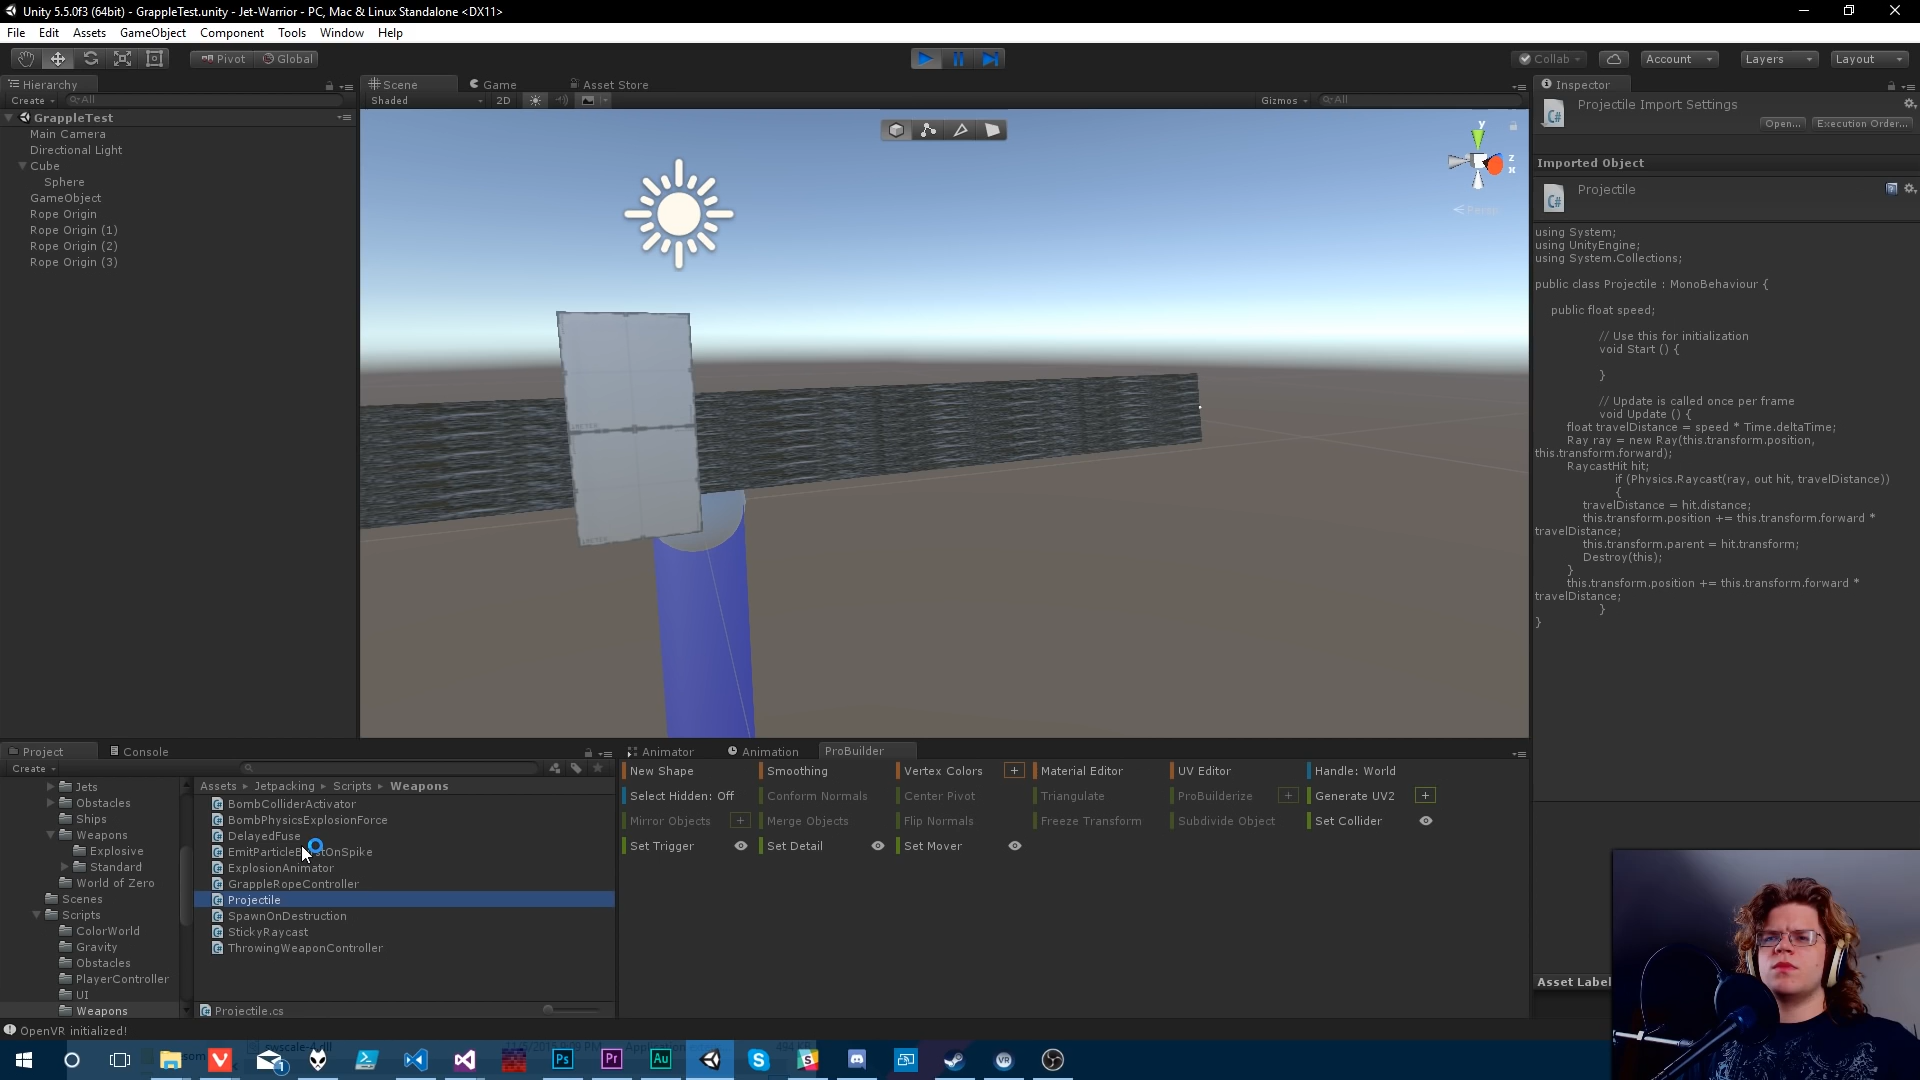 Unity 5.5.0f3 (64bit) - GrappleTest.unity - Jet-Warrior - PC, Mac & Linux Standalone <DX11>
File Edit Assets GameObject Component Tools Window Help
Pivot Global Collab Account Layers Layout
Hierarchy
Create All
GrappleTest
Main Camera
Directional Light
Cube
Sphere
GameObject
Rope Origin
Rope Origin (1)
Rope Origin (2)
Rope Origin (3)
Scene Game Asset Store
Shaded 2D Gizmos All
y
z
x
Persp
Inspector
Projectile Import Settings
Open... Execution Order...
Imported Object
Projectile
using System;
using UnityEngine;
using System.Collections;
public class Projectile : MonoBehaviour {
public float speed;
// Use this for initialization
void Start () {
}
// Update is called once per frame
void Update () {
float travelDistance = speed * Time.deltaTime;
Ray ray = new Ray(this.transform.position,
this.transform.forward);
RaycastHit hit;
if (Physics.Raycast(ray, out hit, travelDistance))
{
travelDistance = hit.distance;
this.transform.position += this.transform.forward *
travelDistance;
this.transform.parent = hit.transform;
Destroy(this);
}
this.transform.position += this.transform.forward *
travelDistance;
}
}
Asset Label
Project Console
Create
Jets
Obstacles
Ships
Weapons
Explosive
Standard
World of Zero
Scenes
Scripts
ColorWorld
Gravity
Obstacles
PlayerController
UI
Weapons
Assets Jetpacking Scripts Weapons
BombColliderActivator
BombPhysicsExplosionForce
DelayedFuse
EmitParticleB stOnSpike
ExplosionAnimator
GrappleRopeController
Projectile
SpawnOnDestruction
StickyRaycast
ThrowingWeaponController
Projectile.cs
Animator Animation ProBuilder
New Shape Smoothing Vertex Colors + Material Editor UV Editor Handle: World
Select Hidden: Off Conform Normals Center Pivot Triangulate ProBuilderize + Generate UV2 +
Mirror Objects + Merge Objects Flip Normals Freeze Transform Subdivide Object Set Collider
Set Trigger Set Detail Set Mover
OpenVR initialized!
Ps Pr Au